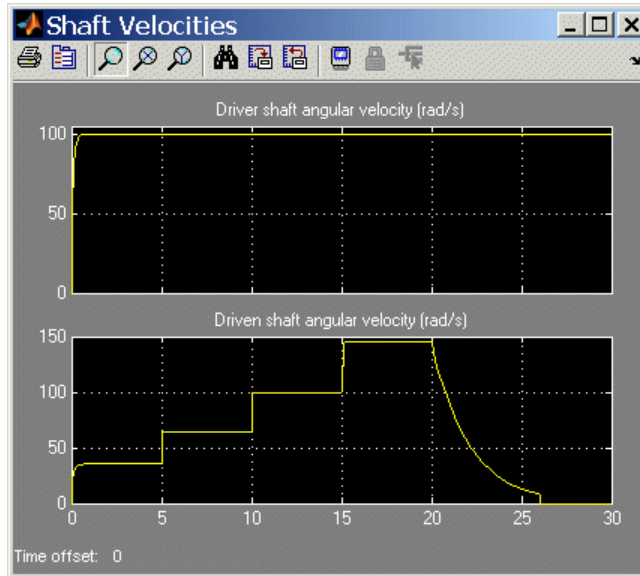 Shaft Velocities
Driver shaft angular velocity (rad/s)
100
50
0
Driven shaft angular velocity (rad/s)
150
100
50
0
0 5 10 15 20 25 30
Time offset: 0